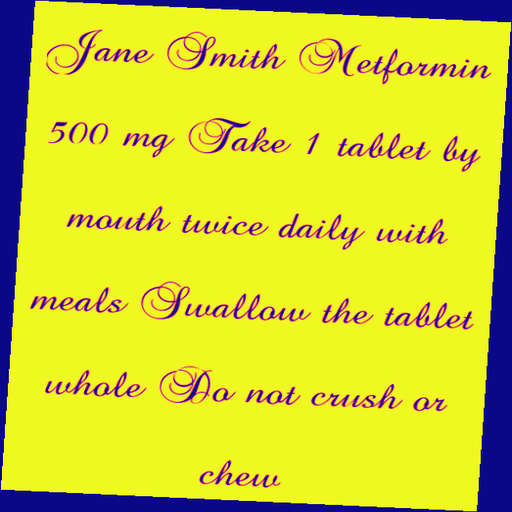 Jane Smith Metformin
500 mg Take 1 tablet by
mouth twice daily with
meals Swallow the tablet
whole Do not crush or
chew